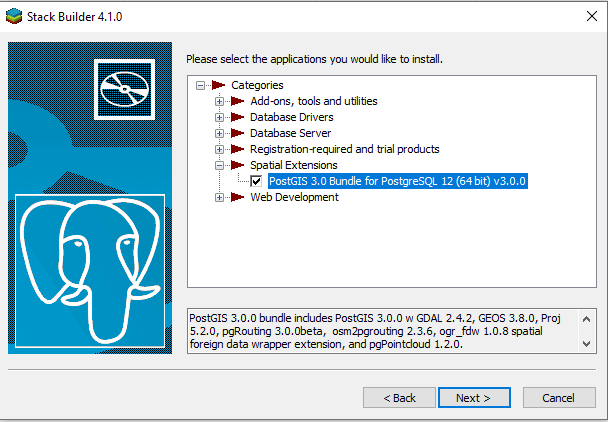 Stack Builder 4.1.0
Please select the applications you would like to install.
Categories
Add-ons, tools and utilities
Database Drivers
Database Server
Registration-required and trial products
Spatial Extensions
PostGIS 3.0 Bundle for PostgreSQL 12 (64 bit) v3.0.0
Web Development
PostGIS 3.0.0 bundle includes PostGIS 3.0.0 w GDAL 2.4.2, GEOS 3.8.0, Proj
5.2.0, pgRouting 3.0.0beta, osm2pgrouting 2.3.6, ogr_fdw 1.0.8 spatial
foreign data wrapper extension, and pgPointcloud 1.2.0.
< Back
Next >
Cancel